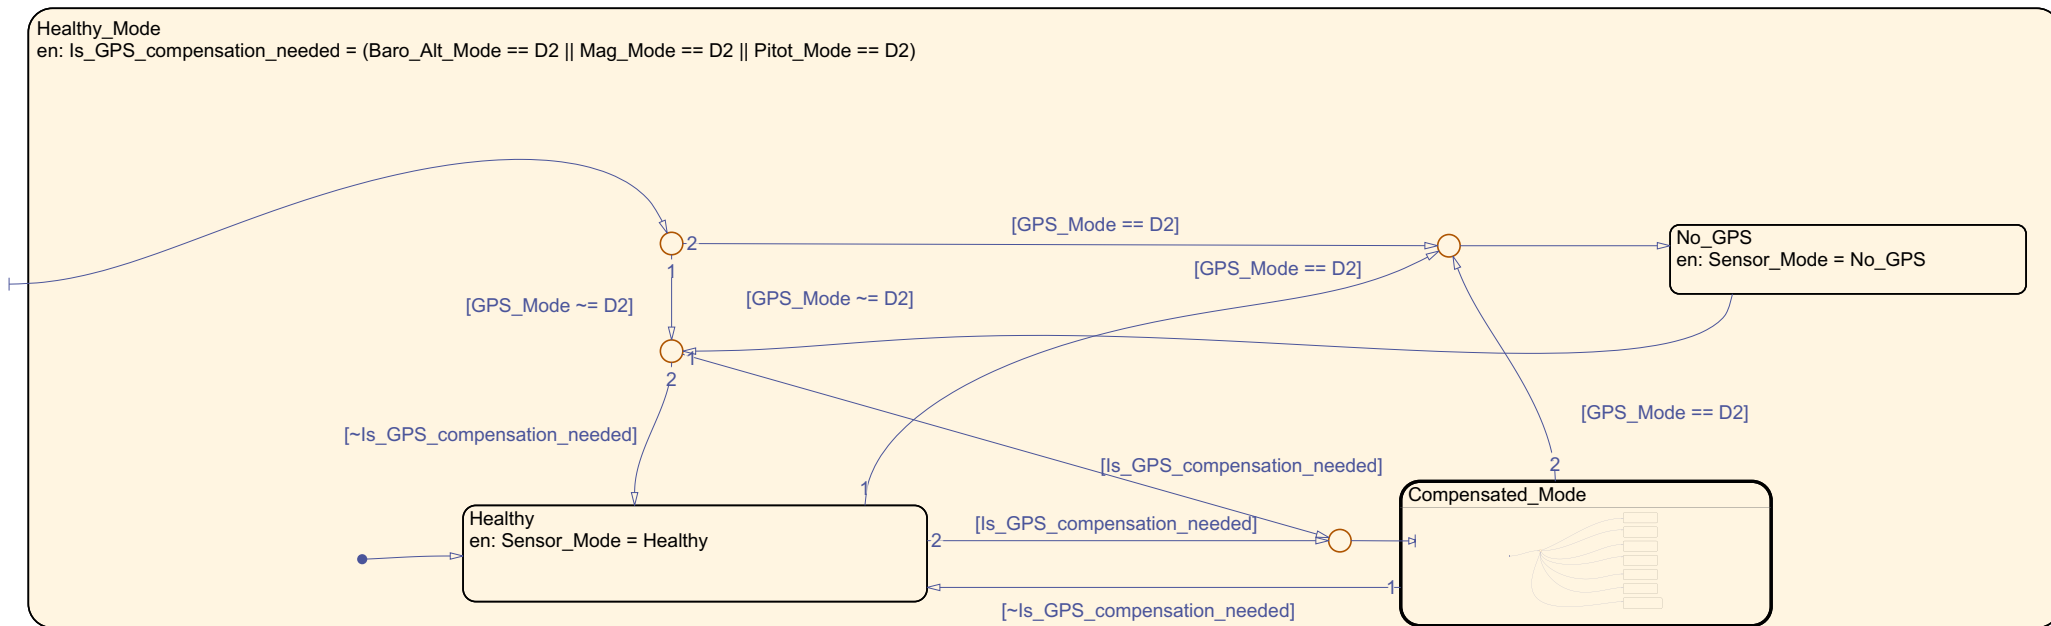 Healthy_Mode
en: Is_GPS_compensation_needed = (Baro_Alt_Mode == D2 || Mag_Mode == D2 || Pitot_Mode == D2)
[GPS_Mode == D2]
2
No_GPS
en: Sensor_Mode = No_GPS
1
[GPS_Mode == D2]
[GPS_Mode ~= D2]
[GPS_Mode ~= D2]
1
2
[GPS_Mode == D2]
[~Is_GPS_compensation_needed]
[Is_GPS_compensation_needed]
2
1
Compensated_Mode
Healthy
en: Sensor_Mode = Healthy
[Is_GPS_compensation_needed]
2
1
[~Is_GPS_compensation_needed]